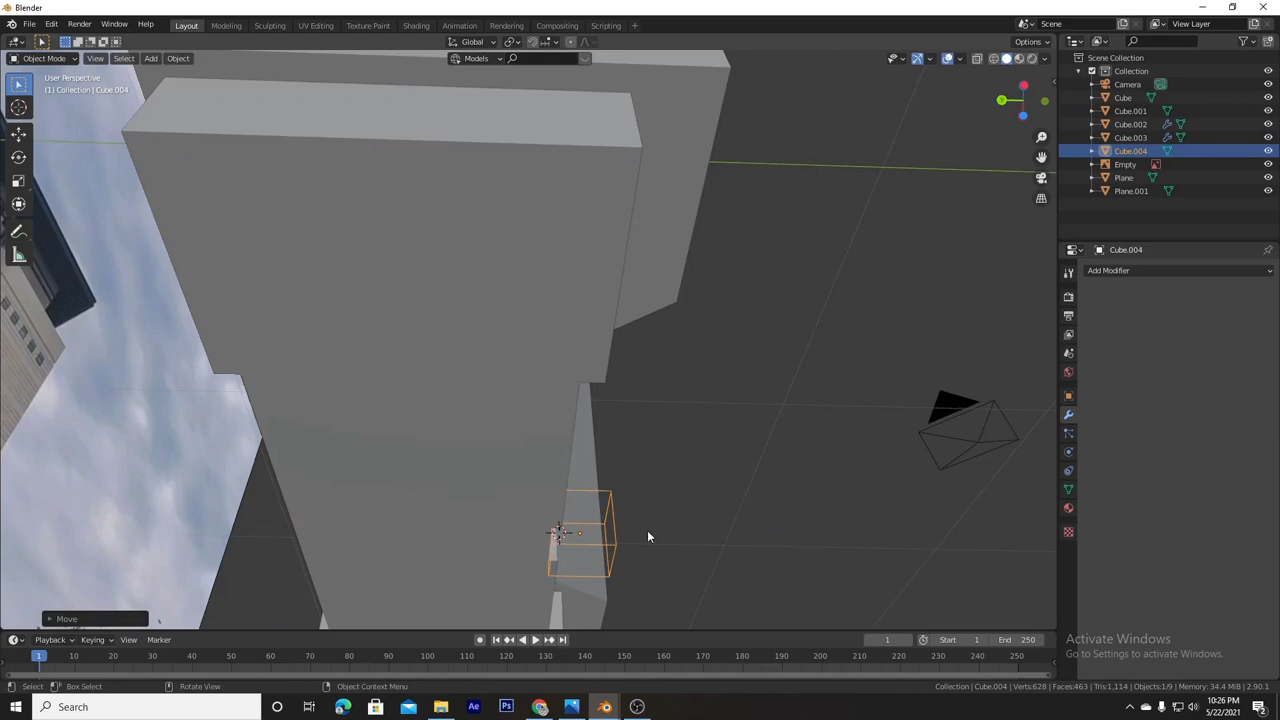 Blender
File Edit Render Window Help
Layout Modeling Sculpting UV Editing Texture Paint Shading Animation Rendering Compositing Scripting +
Scene
View Layer
Global
Options
Object Mode View Select Add Object
Models
User Perspective
(1) Collection | Cube.004
Scene Collection
Collection
Camera
Cube
Cube.001
Cube.002
Cube.003
Cube.004
Empty
Plane
Plane.001
Cube.004
Add Modifier
Move
Playback Keying View Marker
1
Start 1
End 250
1 10 20 30 40 50 60 70 80 90 100 110 120 130 140 150 160 170 180 190 200 210 220 230 240 250
Activate Windows
Go to Settings to activate Windows.
Select
Box Select
Rotate View
Object Context Menu
Collection | Cube.004 | Verts:628 | Faces:463 | Tris:1,114 | Objects:1/9 | Memory: 34.4 MiB | 2.90.1
Search
Ae
Ps
10:26 PM
5/22/2021
2